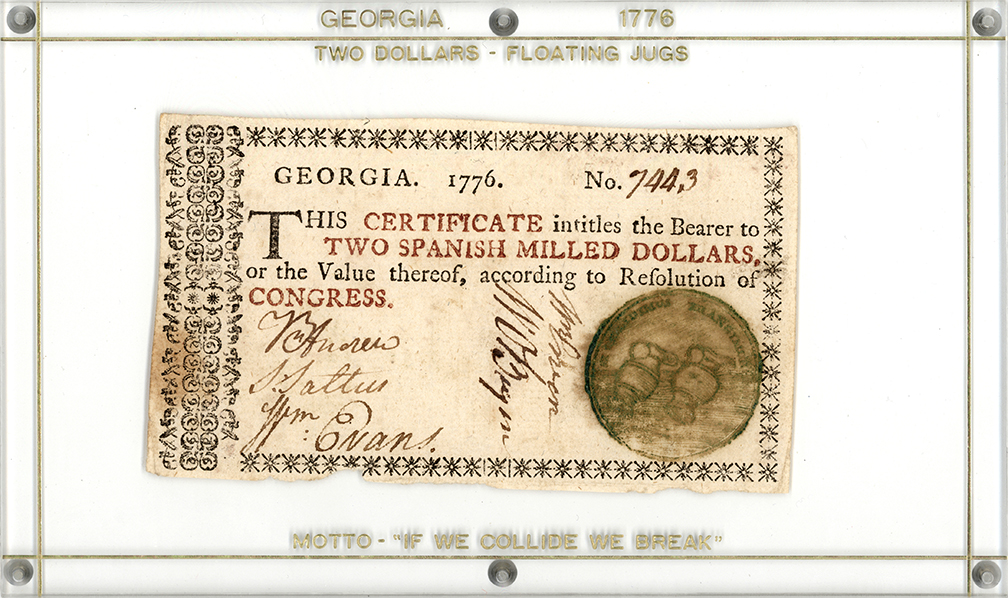 GEORGIA 1776
TWO DOLLARS - FLOATING JUGS
GEORGIA. 1776. No. 7443
THIS CERTIFICATE intitles the Bearer to
TWO SPANISH MILLED DOLLARS,
or the Value thereof, according to Reſolution of
CONGRESS.
S. Saltus
Wm: Evans.
MOTTO - "IF WE COLLIDE WE BREAK"